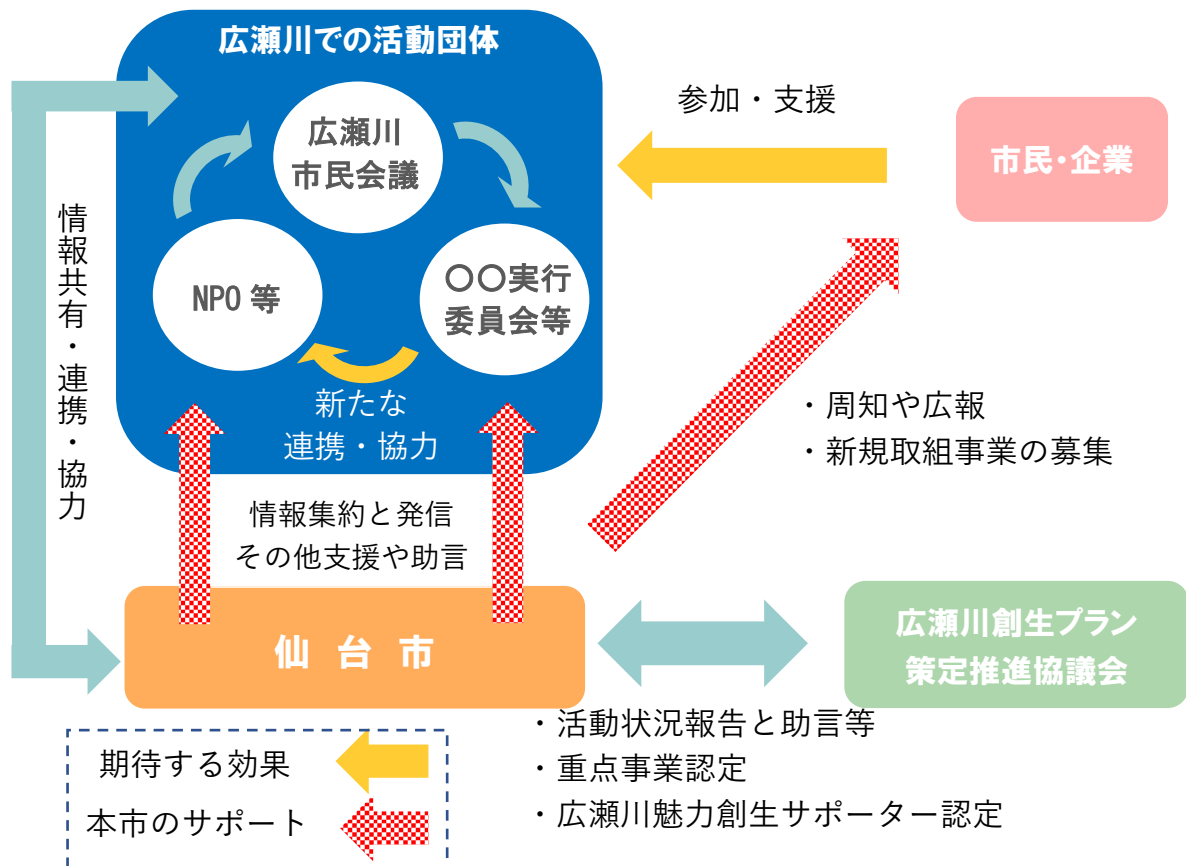 広瀬川での活動団体
広瀬川
市民会議
NPO 等
〇〇実行
委員会等
新たな
連携・協力
参加・支援
市民・企業
情報共有・連携・協力
・周知や広報
・新規取組事業の募集
情報集約と発信
その他支援や助言
仙 台 市
広瀬川創生プラン
策定推進協議会
・活動状況報告と助言等
・重点事業認定
・広瀬川魅力創生サポーター認定
期待する効果
本市のサポート